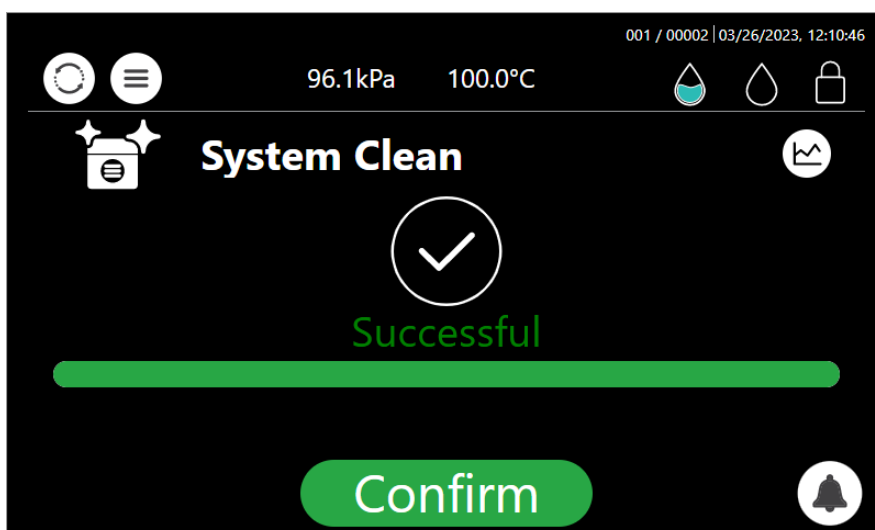 001 / 00002 | 03/26/2023, 12:10:46
96.1kPa 100.0°C
System Clean
Successful
Confirm